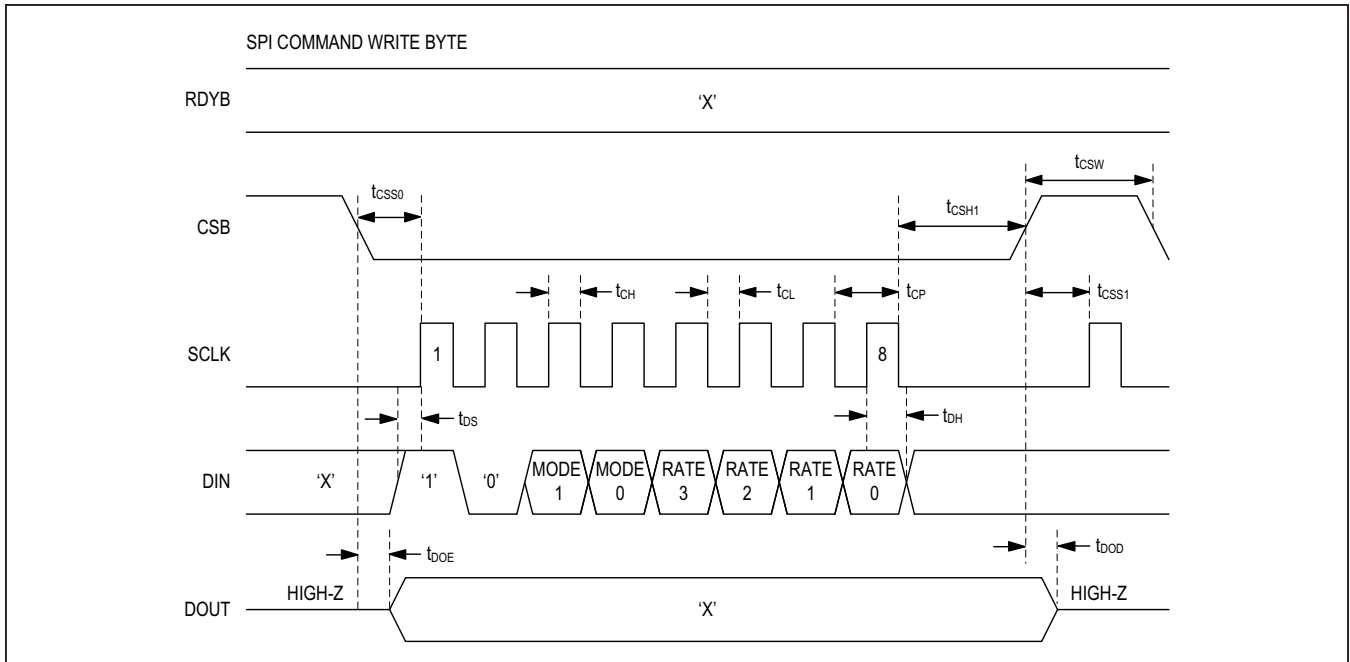 SPI COMMAND WRITE BYTE
RDYB
‘X’
tCSW
tCSS0
tCSH1
CSB
tCH
tCL
tCP
tCSS1
SCLK
1
8
tDS
tDH
DIN
‘X’
‘1’
‘0’
MODE
1
MODE
0
RATE
3
RATE
2
RATE
1
RATE
0
tDOE
tDOD
HIGH-Z
HIGH-Z
DOUT
‘X’